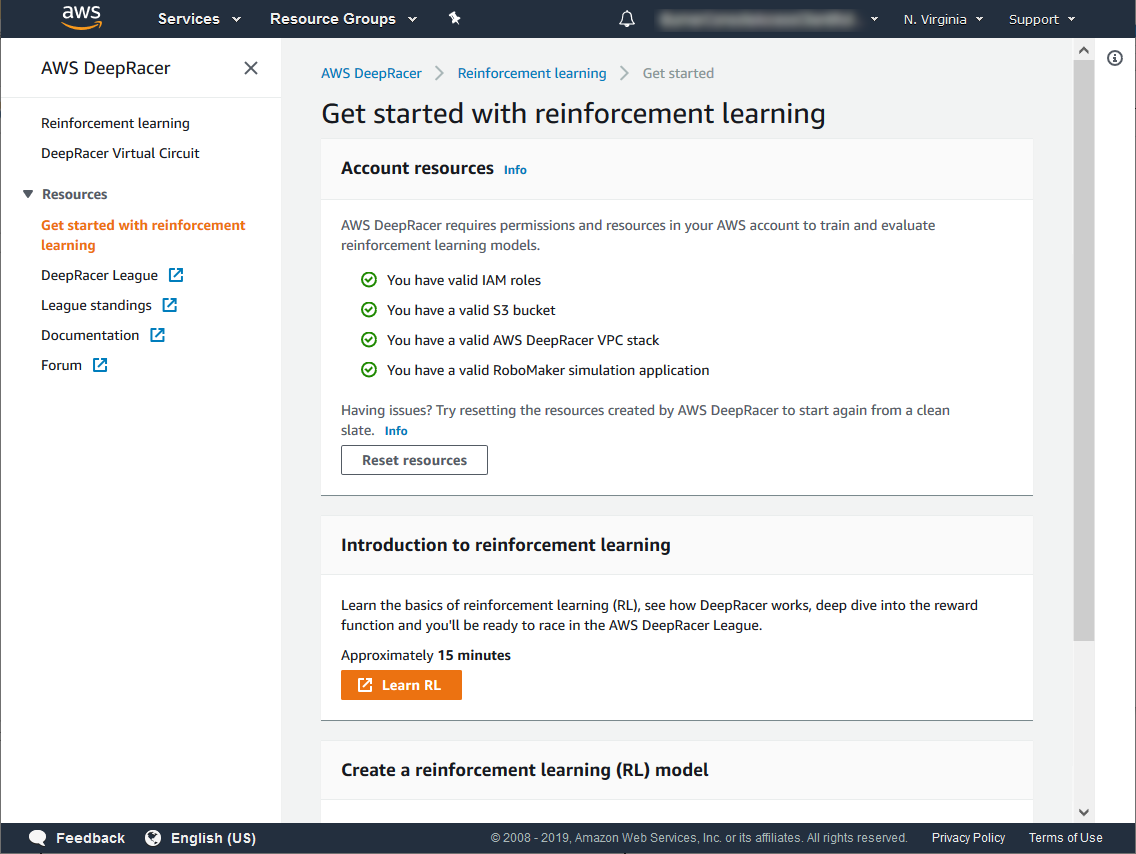 aws
Services
Resource Groups
N. Virginia
Support
AWS DeepRacer
Reinforcement learning
DeepRacer Virtual Circuit
Resources
Get started with reinforcement
learning
DeepRacer League
League standings
Documentation
Forum
AWS DeepRacer
Reinforcement learning
Get started
Get started with reinforcement learning
Account resources Info
AWS DeepRacer requires permissions and resources in your AWS account to train and evaluate
reinforcement learning models.
You have valid IAM roles
You have a valid S3 bucket
You have a valid AWS DeepRacer VPC stack
You have a valid RoboMaker simulation application
Having issues? Try resetting the resources created by AWS DeepRacer to start again from a clean
slate. Info
Reset resources
Introduction to reinforcement learning
Learn the basics of reinforcement learning (RL), see how DeepRacer works, deep dive into the reward
function and you'll be ready to race in the AWS DeepRacer League.
Approximately 15 minutes
Learn RL
Create a reinforcement learning (RL) model
Feedback
English (US)
© 2008 - 2019, Amazon Web Services, Inc. or its affiliates. All rights reserved.
Privacy Policy
Terms of Use